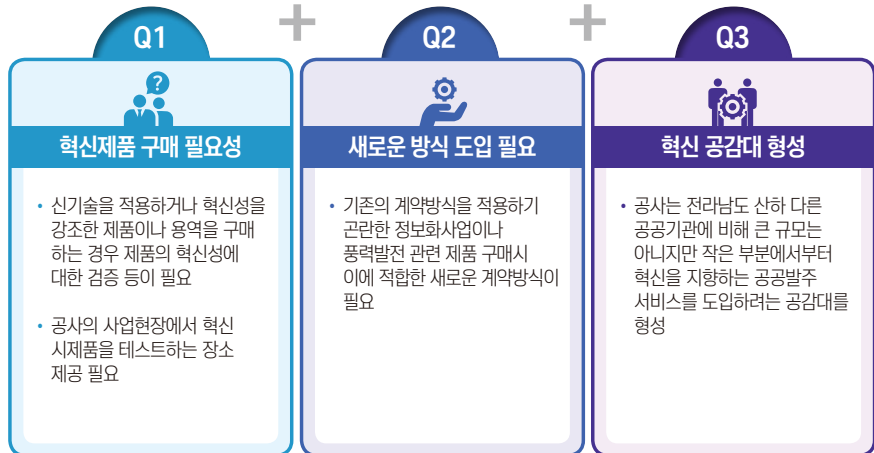 Q1
혁신제품 구매 필요성
• 신기술을 적용하거나 혁신성을
강조한 제품이나 용역을 구매
하는 경우 제품의 혁신성에
대한 검증 등이 필요
• 공사의 사업현장에서 혁신
시제품을 테스트하는 장소
제공 필요
+
Q2
새로운 방식 도입 필요
• 기존의 계약방식을 적용하기
곤란한 정보화사업이나
풍력발전 관련 제품 구매시
이에 적합한 새로운 계약방식이
필요
+
Q3
혁신 공감대 형성
• 공사는 전라남도 산하 다른
공공기관에 비해 큰 규모는
아니지만 작은 부분에서부터
혁신을 지향하는 공공발주
서비스를 도입하려는 공감대를
형성